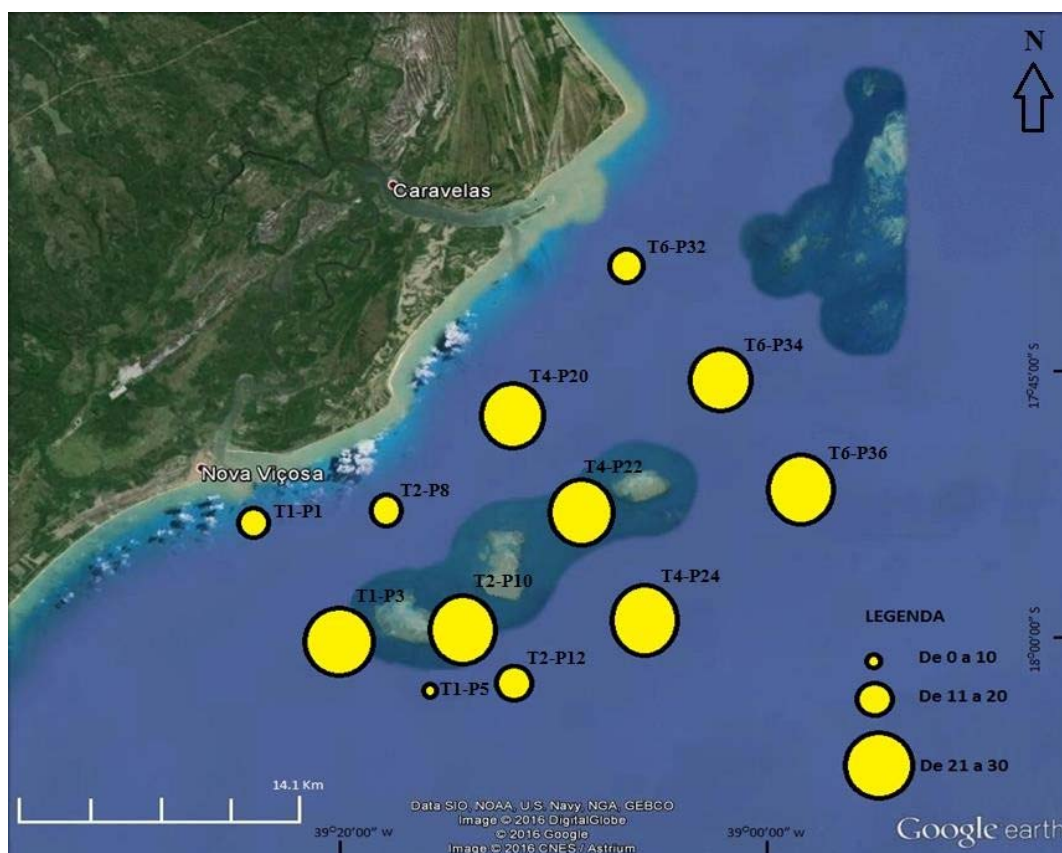 N
Caravelas
T6-P32
T6-P34
17°45'00" S
T4-P20
T4-P22
T6-P36
Nova Viçosa
T2-P8
T1-P1
T2-P10
T4-P24
T1-P3
LEGENDA
18°00'00" S
De 0 a 10
T2-P12
T1-P5
De 11 a 20
De 21 a 30
14.1 Km
Data SIO, NOAA, U.S. Navy, NGA, GEBCO
Image © 2016 DigitalGlobe
© 2016 Google
Image © 2016 CNES / Astrium
39°20'00" W
39°00'00" W
Google earth